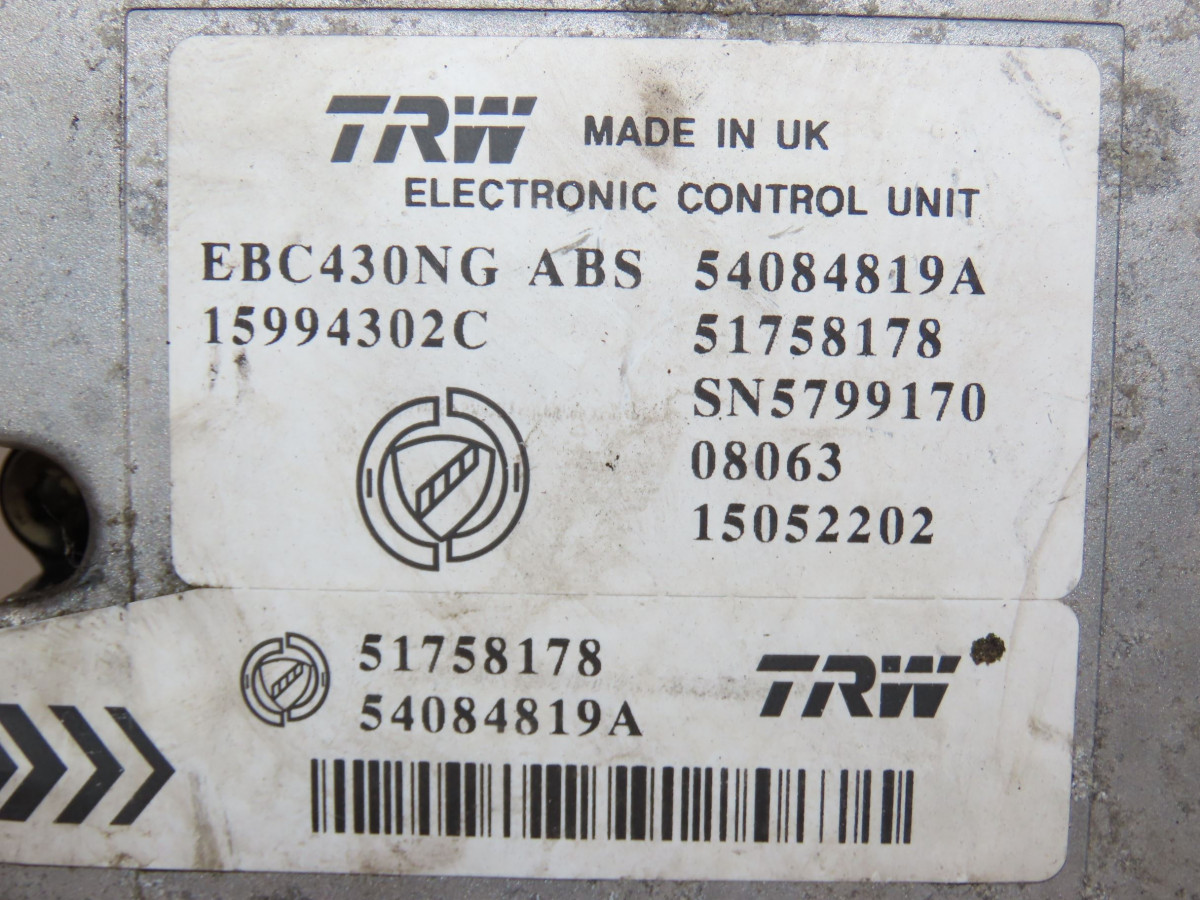 TRW MADE IN UK
ELECTRONIC CONTROL UNIT
EBC430NG ABS 54084819A
15994302C 51758178
SN5799170
08063
15052202
51758178
54084819A
TRW